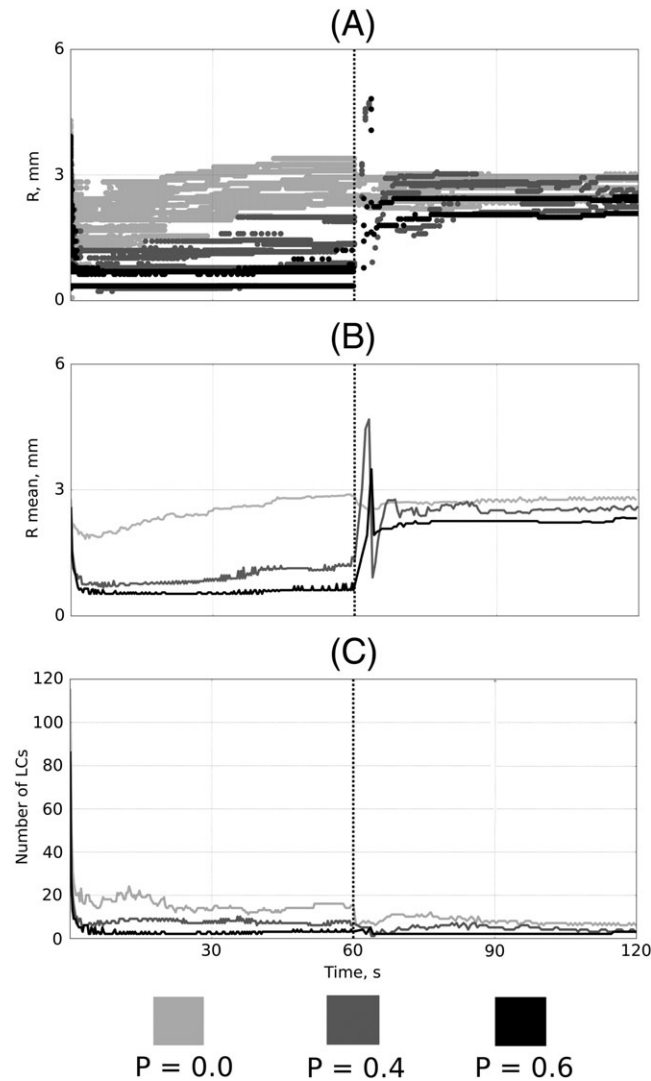 (A)
6
3
0
R, mm
(B)
6
3
0
R mean, mm
(C)
120
100
80
60
40
20
0
Number of LCs
30 60 90 120
Time, s
P = 0.0 P = 0.4 P = 0.6